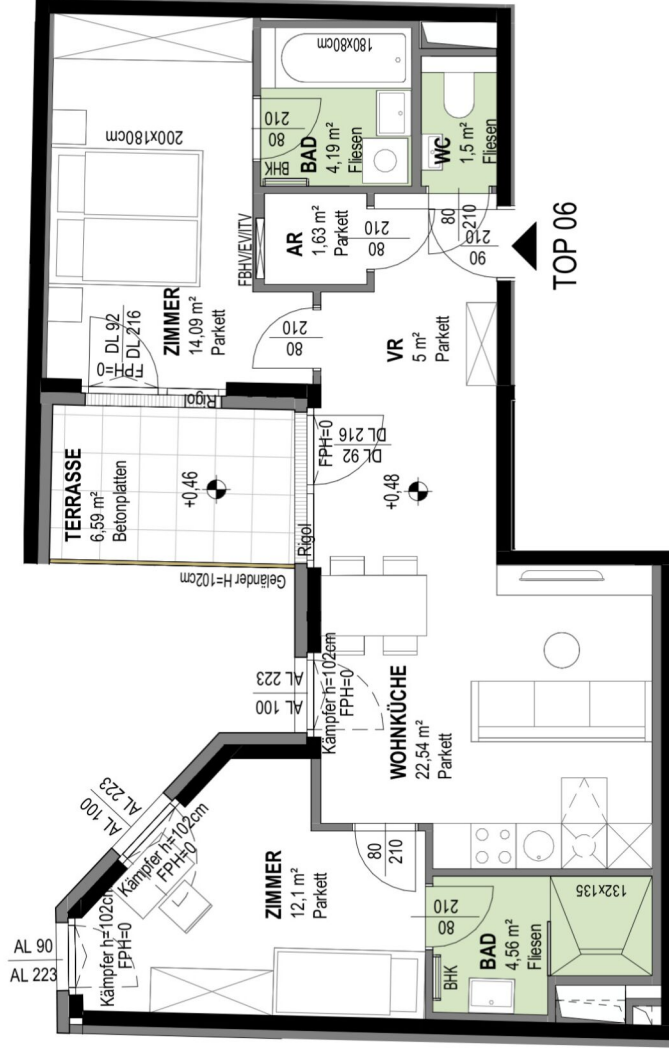 180x80cm
210
80
BHK
BAD
4,19 m²
Fliesen
WC
1,5 m²
Fliesen
80
210
210
90
TOP 06
200x180cm
FBHV/EV/ITV
AR
1,63 m²
Parkett
210
80
DL 92
DL 216
FPH=0
ZIMMER
14,09 m²
Parkett
210
80
VR
5 m²
Parkett
Rigol
TERRASSE
6,59 m²
Betonplatten
+0,46
FPH=0
DL 216
DL 92
+0,48
Rigol
Geländer H=102cm
AL 223
AL 100
Kämpfer h=102cm
FPH=0
WOHNKÜCHE
22,54 m²
Parkett
AL 223
AL 100
Kämpfer h=102cm
FPH=0
AL 90
AL 223
Kämpfer h=102cm
FPH=0
ZIMMER
12,1 m²
Parkett
80
210
210
80
BHK
BAD
4,56 m²
Fliesen
132x135